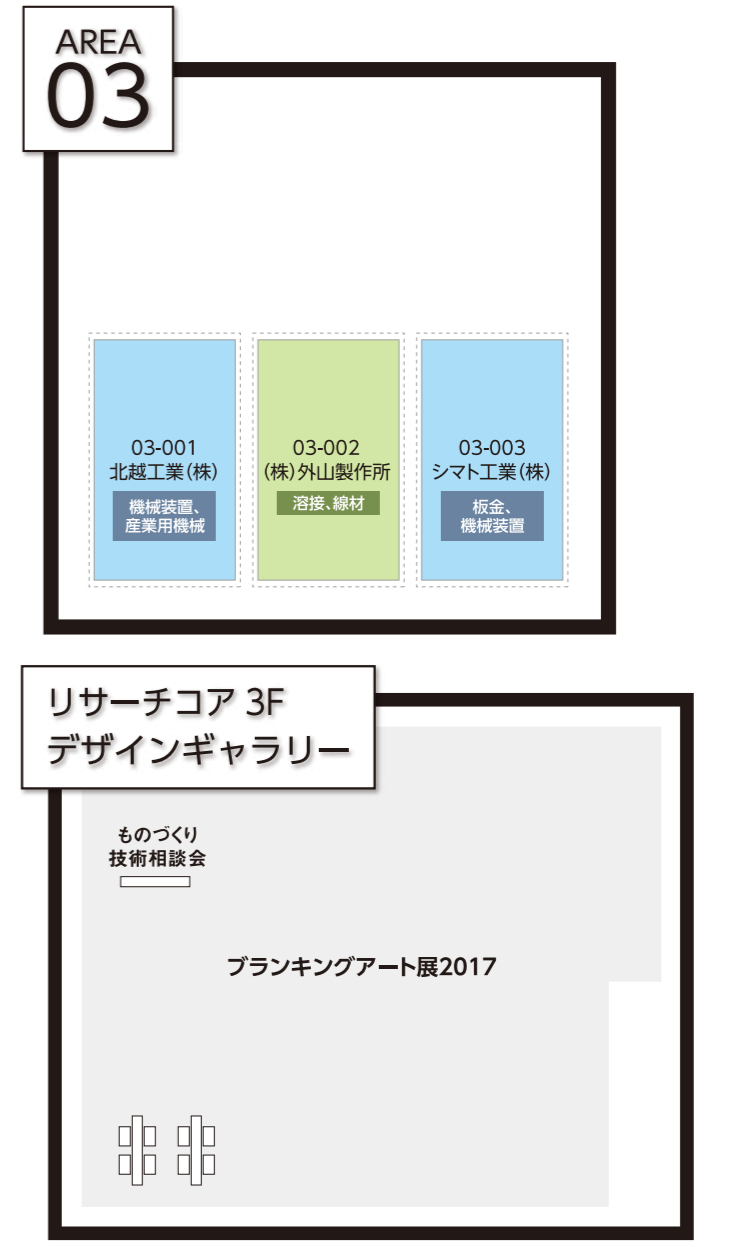 AREA
03
03-001
北越工業(株)
機械装置、
産業用機械
03-002
(株)外山製作所
溶接、線材
03-003
シマト工業(株)
板金、
機械装置
リサーチコア 3F
デザインギャラリー
ものづくり
技術相談会
ブランキングアート展2017